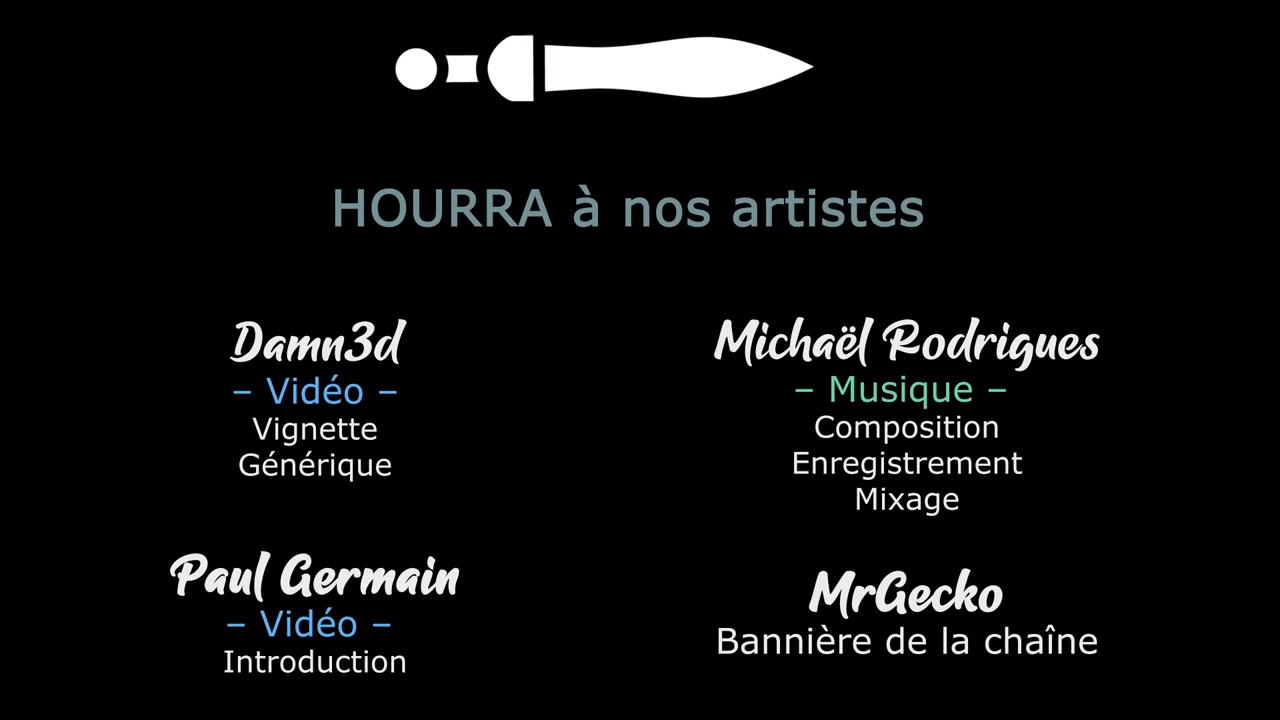 HOURRA à nos artistes
Damn3d
– Vidéo –
Vignette
Générique
Michaël Rodrigues
– Musique –
Composition
Enregistrement
Mixage
Paul Germain
– Vidéo –
Introduction
MrGecko
Bannière de la chaîne